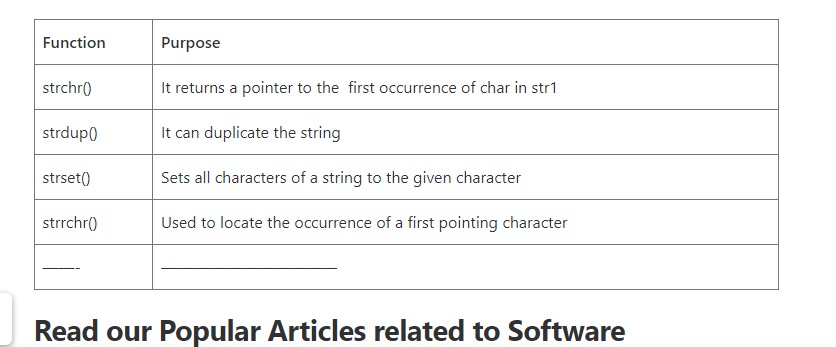 Function Purpose
strchr() It returns a pointer to the  first occurrence of char in str1
strdup() It can duplicate the string
strset() Sets all characters of a string to the given character
strrchr() Used to locate the occurrence of a first pointing character
——- ————————————
Read our Popular Articles related to Software